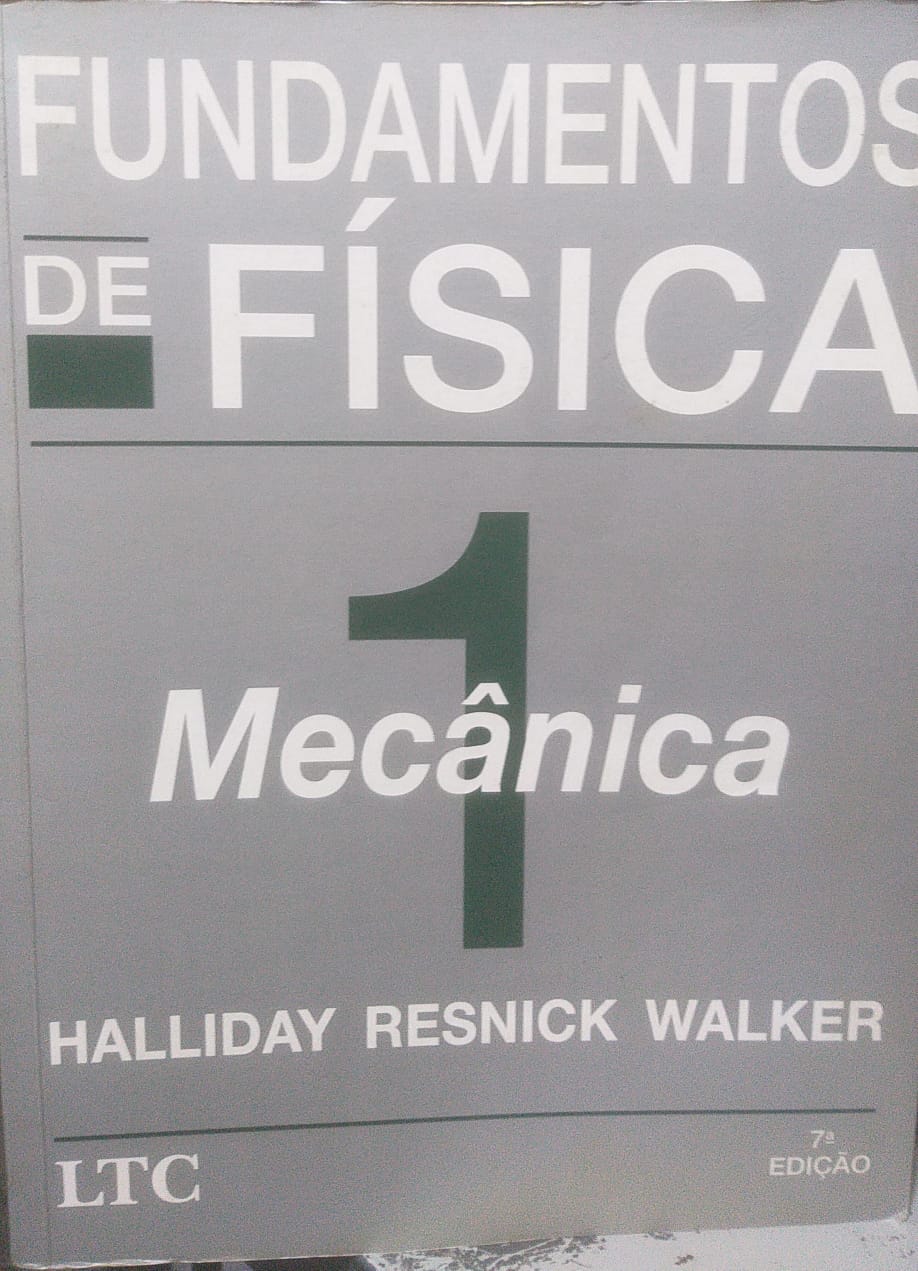 FUNDAMENTOS
DE FÍSICA
1
Mecânica
HALLIDAY RESNICK WALKER
LTC
7ª
EDIÇÃO